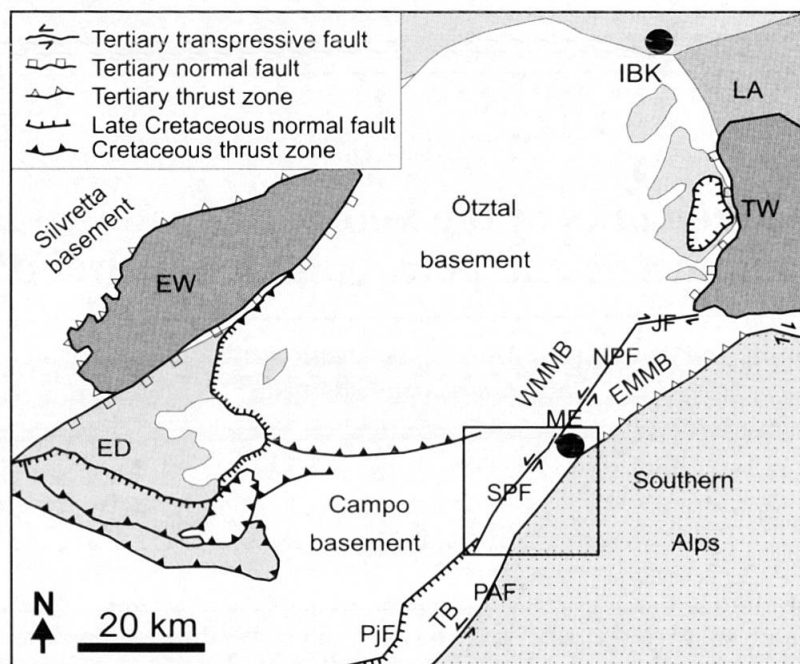 Tertiary transpressive fault
Tertiary normal fault
Tertiary thrust zone
Late Cretaceous normal fault
Cretaceous thrust zone
IBK
LA
Silvretta
basement
Ötztal
basement
TW
EW
JF
NPF
WMMB
EMMB
ME
ED
SPF
Southern
Alps
Campo
basement
PAF
TB
PjF
N
20 km